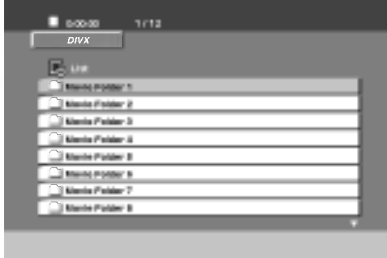 0:00:00 1/12
DIVX
List
Movie Folder 1
Movie Folder 2
Movie Folder 3
Movie Folder 4
Movie Folder 5
Movie Folder 6
Movie Folder 7
Movie Folder 8